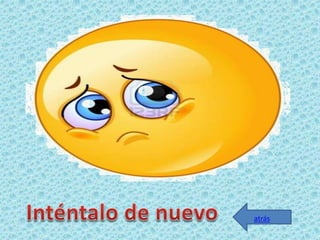 Inténtalo de nuevo
atrás